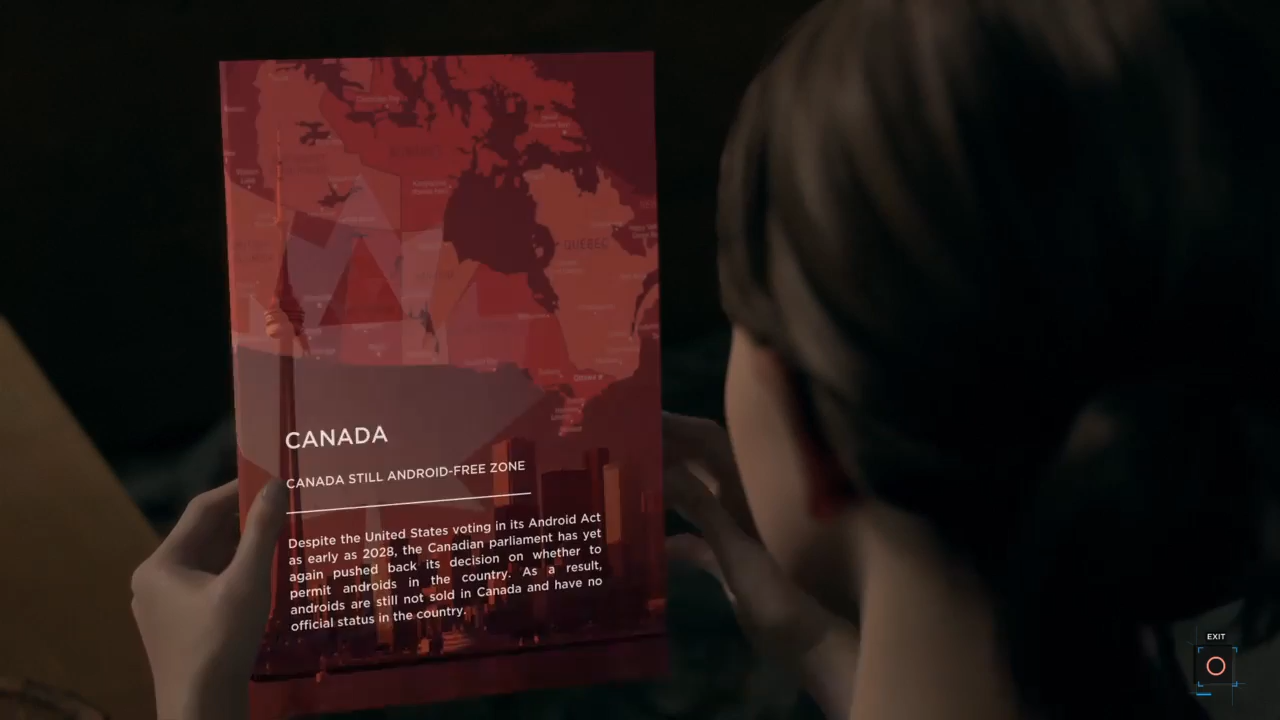 QUÉBEC
CANADA
CANADA STILL ANDROID-FREE ZONE
Despite the United States voting in its Android Act
as early as 2028, the Canadian parliament has yet
again pushed back its decision on whether to
permit androids in the country. As a result,
androids are still not sold in Canada and have no
official status in the country.
EXIT